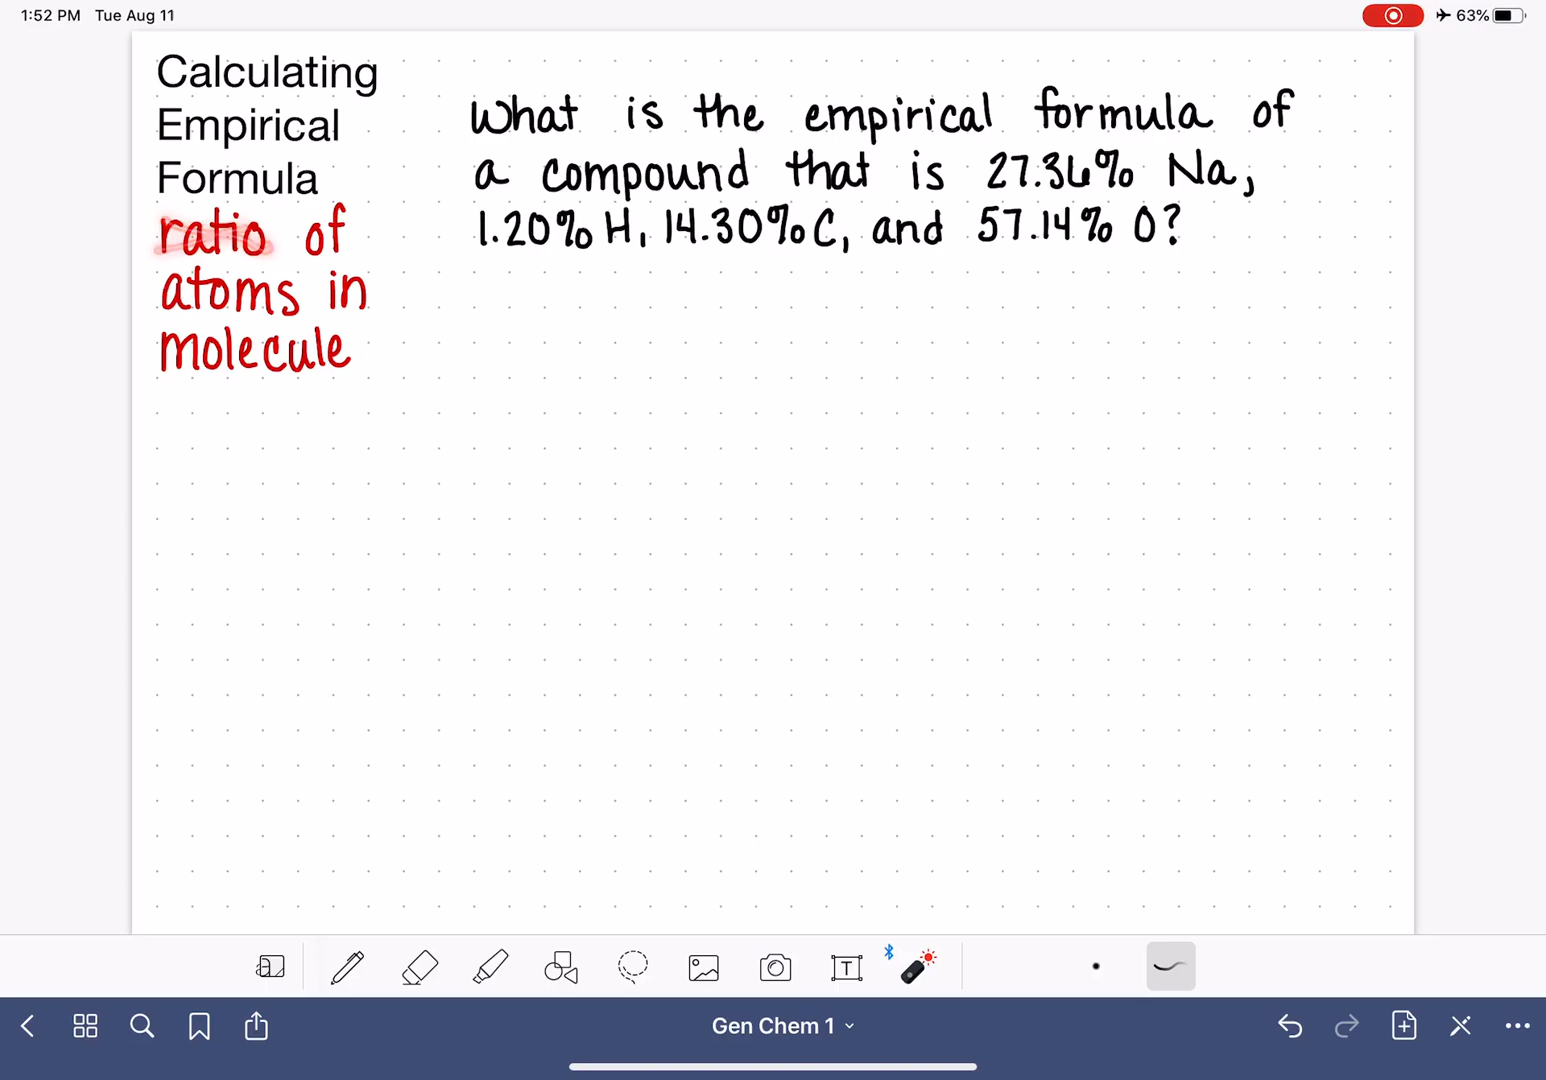 1:52 PM Tue Aug 11
63%
Calculating
Empirical
Formula
ratio of
atoms in
molecule
What is the empirical formula of
a compound that is 27.36% Na,
1.20% H, 14.30% C, and 57.14% O?
T
Gen Chem 1